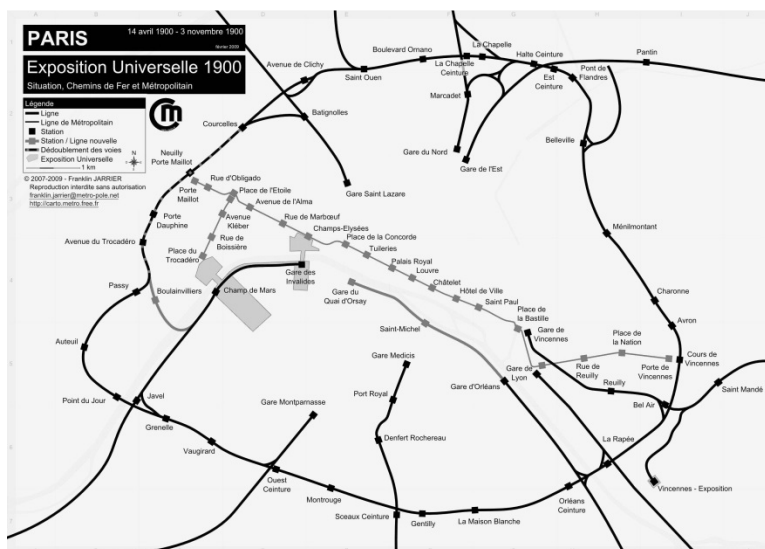 A
B
C
D
E
F
G
H
I
J
PARIS
14 avril 1900 - 3 novembre 1900
février 2009
Exposition Universelle 1900
Situation, Chemins de Fer et Métropolitain
Légende
Ligne
Ligne de Métropolitain
Station
Station / Ligne nouvelle
Dédoublement des voies
Exposition Universelle
1 km
N
© 2007-2009 - Franklin JARRIER
Reproduction interdite sans autorisation
franklin.jarrier@metro-pole.net
http://carto.metro.free.fr
Avenue de Clichy
Saint Ouen
Boulevard Ornano
La Chapelle
La Chapelle
Ceinture
Marcadet
Halte Ceinture
Est
Ceinture
Pont de
Flandres
Pantin
Courcelles
Batignolles
Gare du Nord
Gare de l'Est
Belleville
Neuilly
Porte Maillot
Gare Saint Lazare
Porte
Maillot
Rue d'Obligado
Place de l'Etoile
Avenue de l'Alma
Avenue
Kléber
Rue de Marbœuf
Champs-Elysées
Porte
Dauphine
Rue de
Boissière
Place de la Concorde
Tuileries
Palais Royal
Louvre
Châtelet
Hôtel de Ville
Saint Paul
Place de
la Bastille
Ménilmontant
Avenue du Trocadéro
Place du
Trocadéro
Gare des
Invalides
Passy
Boulainvilliers
Champ de Mars
Gare du
Quai d'Orsay
Charonne
Avron
Saint-Michel
Gare de
Vincennes
Place de
la Nation
Auteuil
Gare Medicis
Gare de
Lyon
Rue de
Reuilly
Porte de
Vincennes
Cours de
Vincennes
Gare d'Orléans
Reuilly
Saint Mandé
Bel Air
Point du Jour
Javel
Port Royal
Gare Montparnasse
Grenelle
Denfert Rochereau
Vaugirard
La Rapée
Ouest
Ceinture
Montrouge
Vincennes - Exposition
Orléans
Ceinture
Sceaux Ceinture
Gentilly
La Maison Blanche